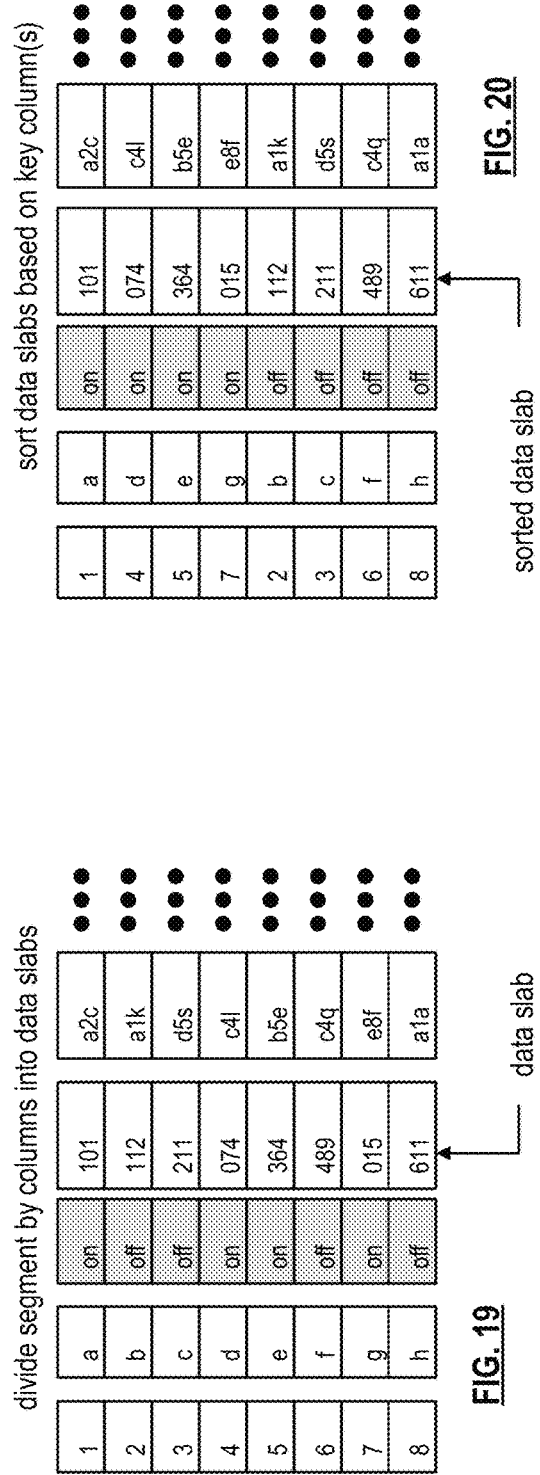 divide segment by columns into data slabs
1 a on 101 a2c
2 b off 112 a1k
3 c off 211 d5s
4 d on 074 c4l
5 e on 364 b5e
6 f off 489 c4q
7 g on 015 e8f
8 h off 611 a1a
data slab
FIG. 19
sort data slabs based on key column(s)
1 a on 101 a2c
4 d on 074 c4l
5 e on 364 b5e
7 g on 015 e8f
2 b off 112 a1k
3 c off 211 d5s
6 f off 489 c4q
8 h off 611 a1a
sorted data slab
FIG. 20